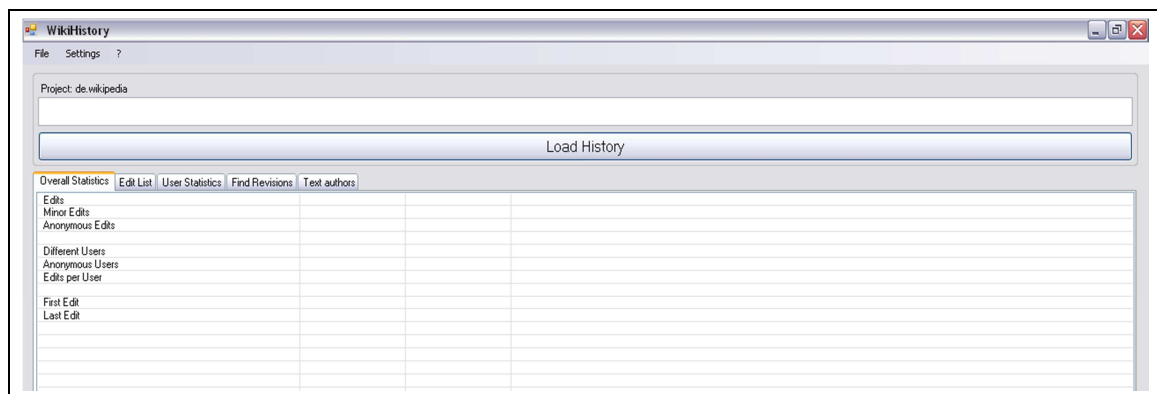 WikiHistory
File Settings ?
Project: de.wikipedia
Load History
Overall Statistics Edit List User Statistics Find Revisions Text authors
Edits
Minor Edits
Anonymous Edits
Different Users
Anonymous Users
Edits per User
First Edit
Last Edit